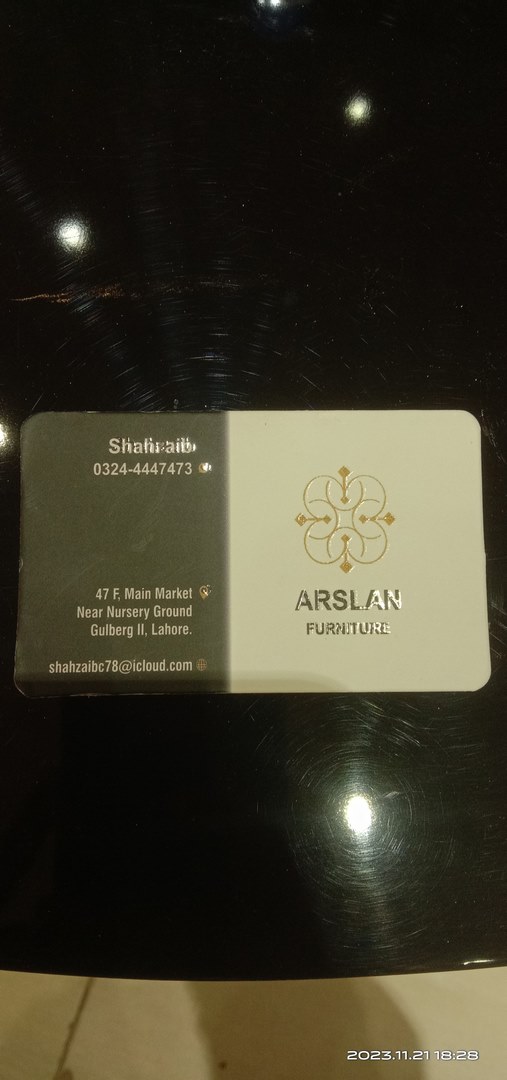 Shahzaib
0324-4447473
47 F, Main Market
Near Nursery Ground
Gulberg II, Lahore.
shahzaibc78@icloud.com
ARSLAN
FURNITURE
2023.11.21 18:28